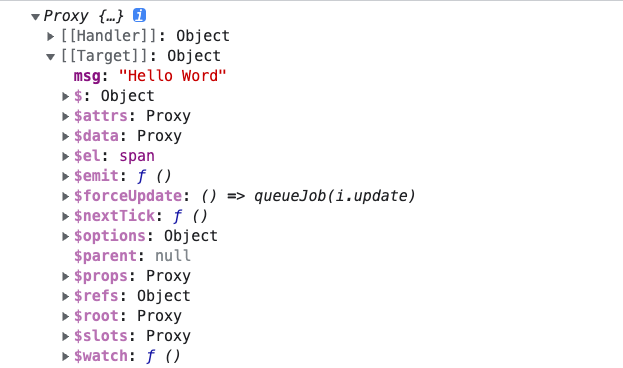 Proxy {…} i
[[Handler]]: Object
[[Target]]: Object
msg: "Hello Word"
$: Object
$attrs: Proxy
$data: Proxy
$el: span
$emit: ƒ ()
$forceUpdate: () => queueJob(i.update)
$nextTick: ƒ ()
$options: Object
$parent: null
$props: Proxy
$refs: Object
$root: Proxy
$slots: Proxy
$watch: ƒ ()